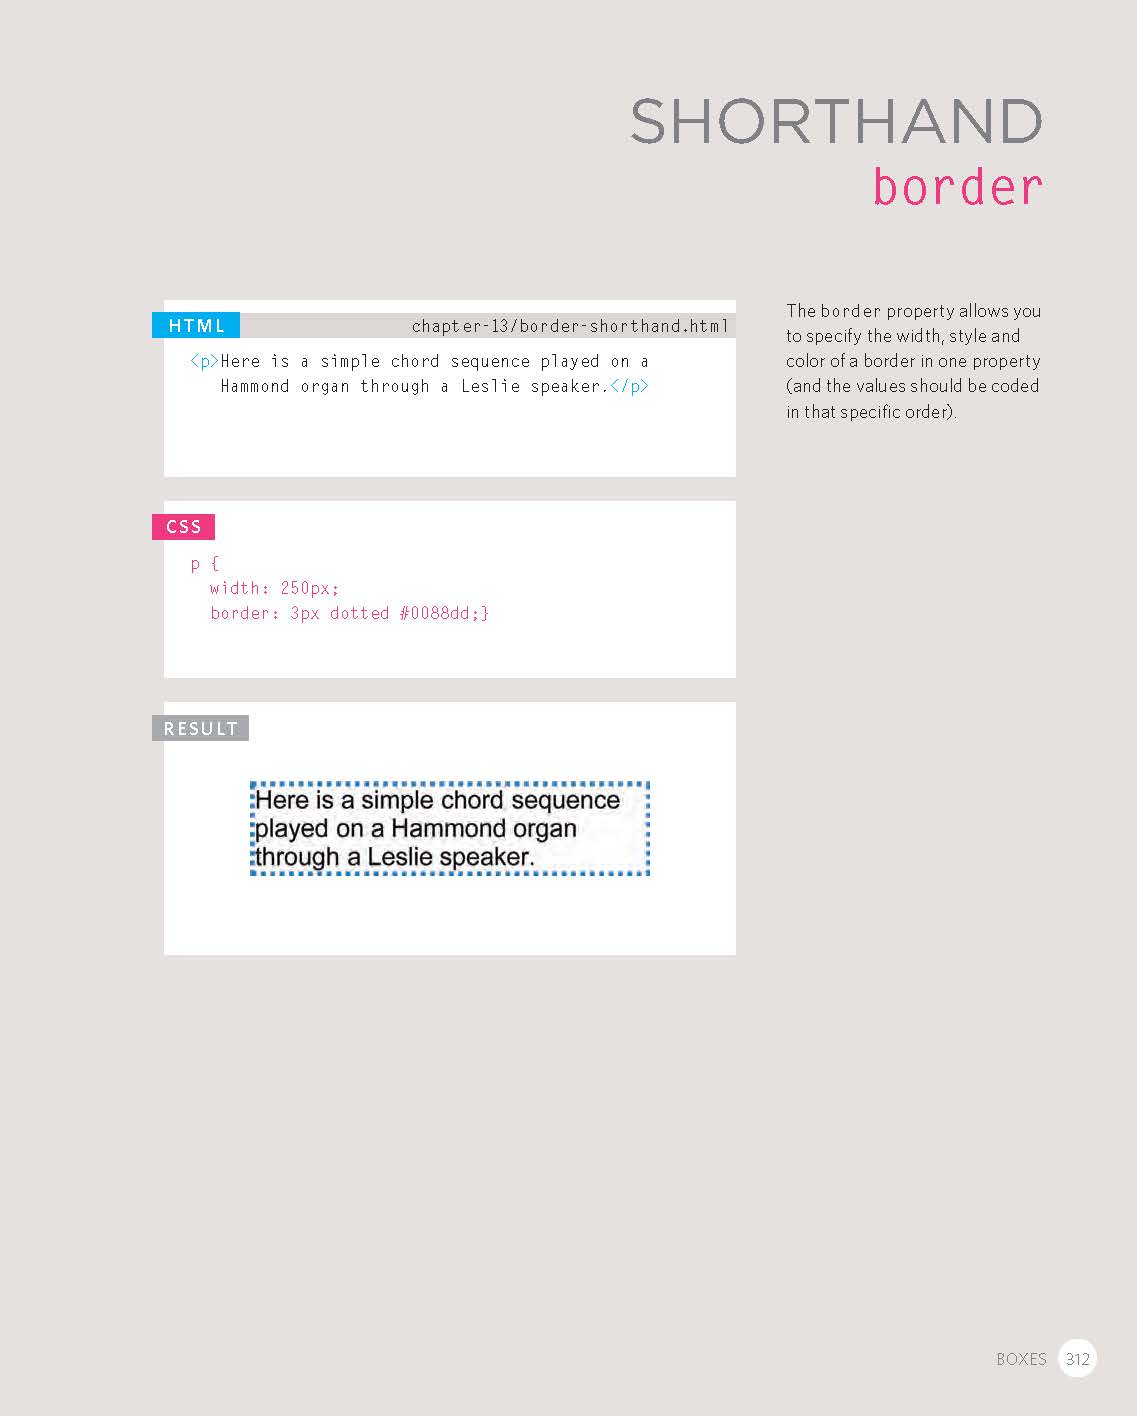 SHORTHAND
border
HTML
chapter-13/border-shorthand.html
<p>Here is a simple chord sequence played on a
Hammond organ through a Leslie speaker.</p>
CSS
p {
width: 250px;
border: 3px dotted #0088dd;}
RESULT
Here is a simple chord sequence
played on a Hammond organ
through a Leslie speaker.
The border property allows you
to specify the width, style and
color of a border in one property
(and the values should be coded
in that specific order).
BOXES 312